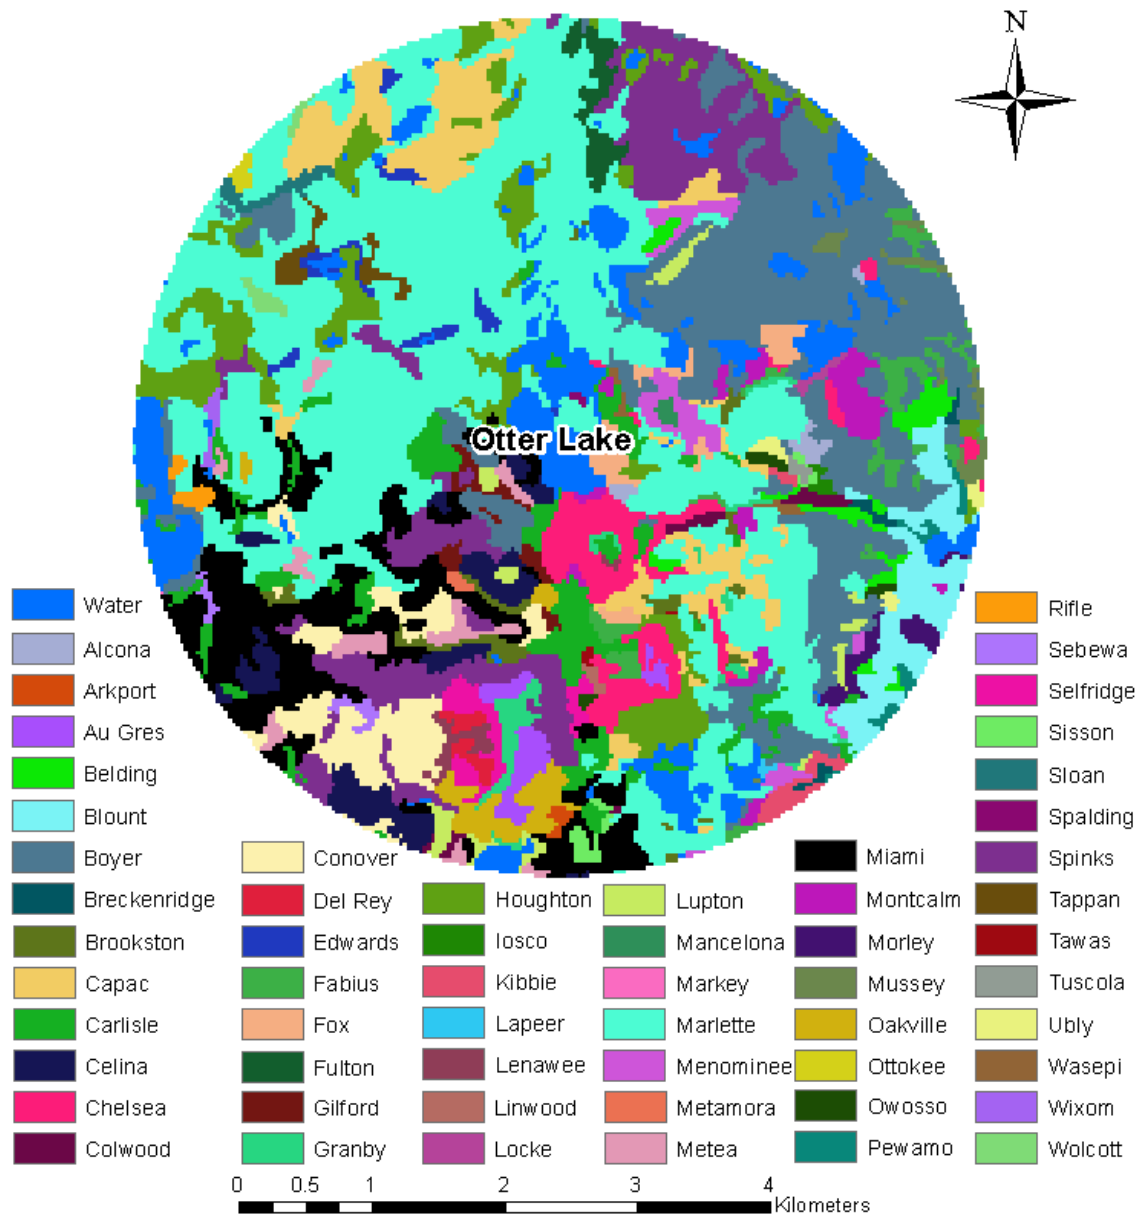 N
Otter Lake
Water
Alcona
Arkport
Au Gres
Belding
Blount
Boyer
Breckenridge
Brookston
Capac
Carlisle
Celina
Chelsea
Colwood
Conover
Del Rey
Edwards
Fabius
Fox
Fulton
Gilford
Granby
Houghton
Iosco
Kibbie
Lapeer
Lenawee
Linwood
Locke
Lupton
Mancelona
Markey
Marlette
Menominee
Metamora
Metea
Miami
Montcalm
Morley
Mussey
Oakville
Ottokee
Owosso
Pewamo
Rifle
Sebewa
Selfridge
Sisson
Sloan
Spalding
Spinks
Tappan
Tawas
Tuscola
Ubly
Wasepi
Wixom
Wolcott
0 0.5 1 2 3 4
Kilometers